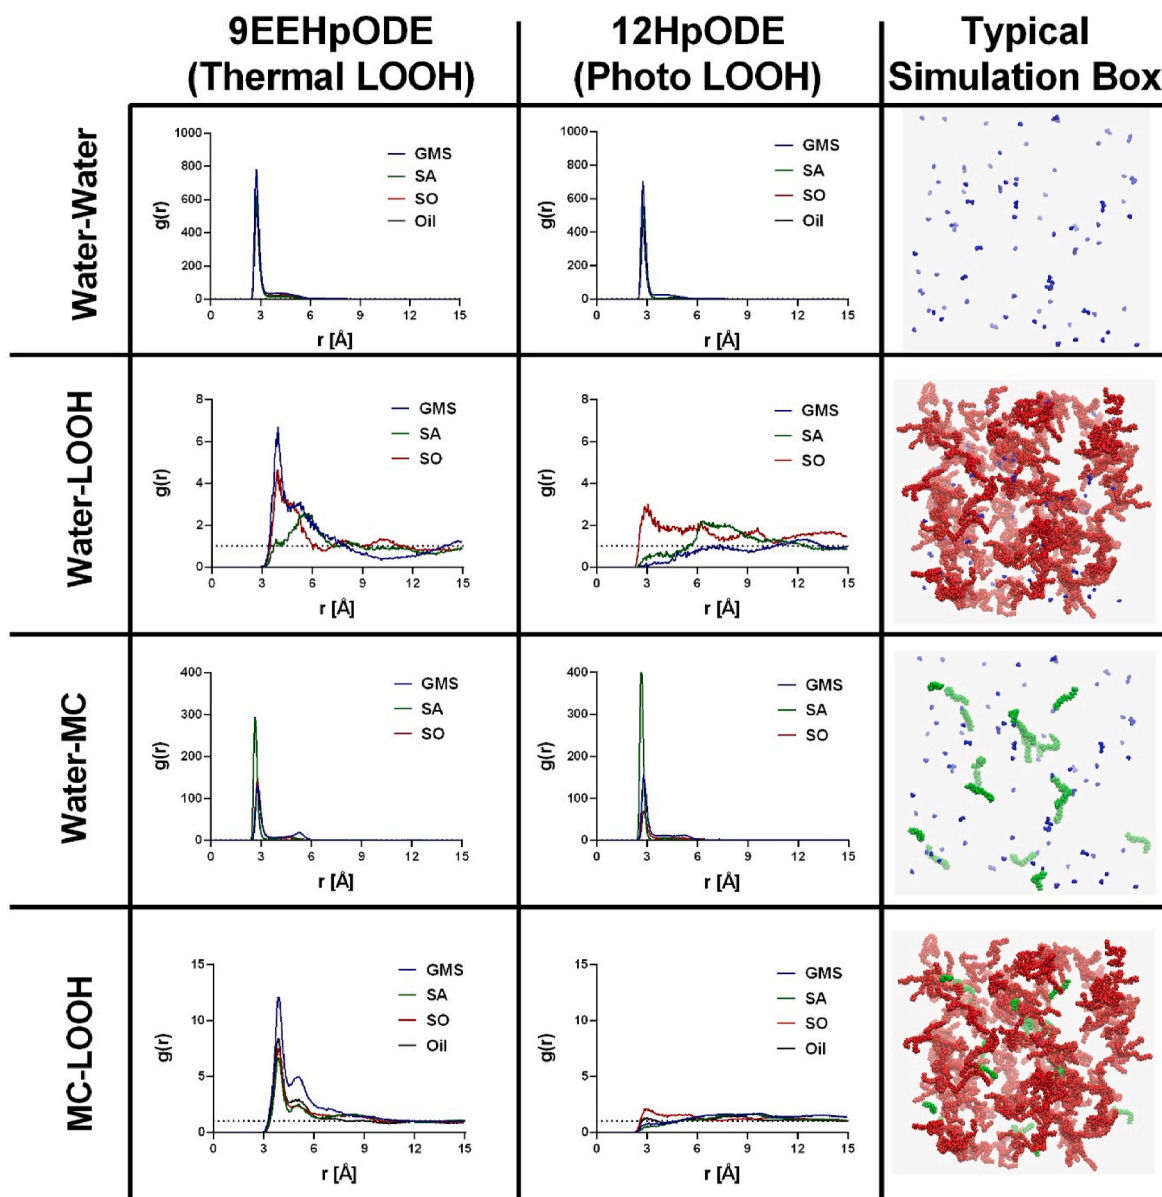 9EEHpODE
(Thermal LOOH)
12HpODE
(Photo LOOH)
Typical
Simulation Box
Water-Water
g(r)
1000
800
600
400
200
0
0 3 6 9 12 15
r [Å]
GMS
SA
SO
Oil
g(r)
1000
800
600
400
200
0
0 3 6 9 12 15
r [Å]
GMS
SA
SO
Oil
Water-LOOH
g(r)
8
6
4
2
0
0 3 6 9 12 15
r [Å]
GMS
SA
SO
g(r)
8
6
4
2
0
0 3 6 9 12 15
r [Å]
GMS
SA
SO
Water-MC
g(r)
400
300
200
100
0
0 3 6 9 12 15
r [Å]
GMS
SA
SO
g(r)
400
300
200
100
0
0 3 6 9 12 15
r [Å]
GMS
SA
SO
MC-LOOH
g(r)
15
10
5
0
0 3 6 9 12 15
r [Å]
GMS
SA
SO
Oil
g(r)
15
10
5
0
0 3 6 9 12 15
r [Å]
GMS
SA
SO
Oil